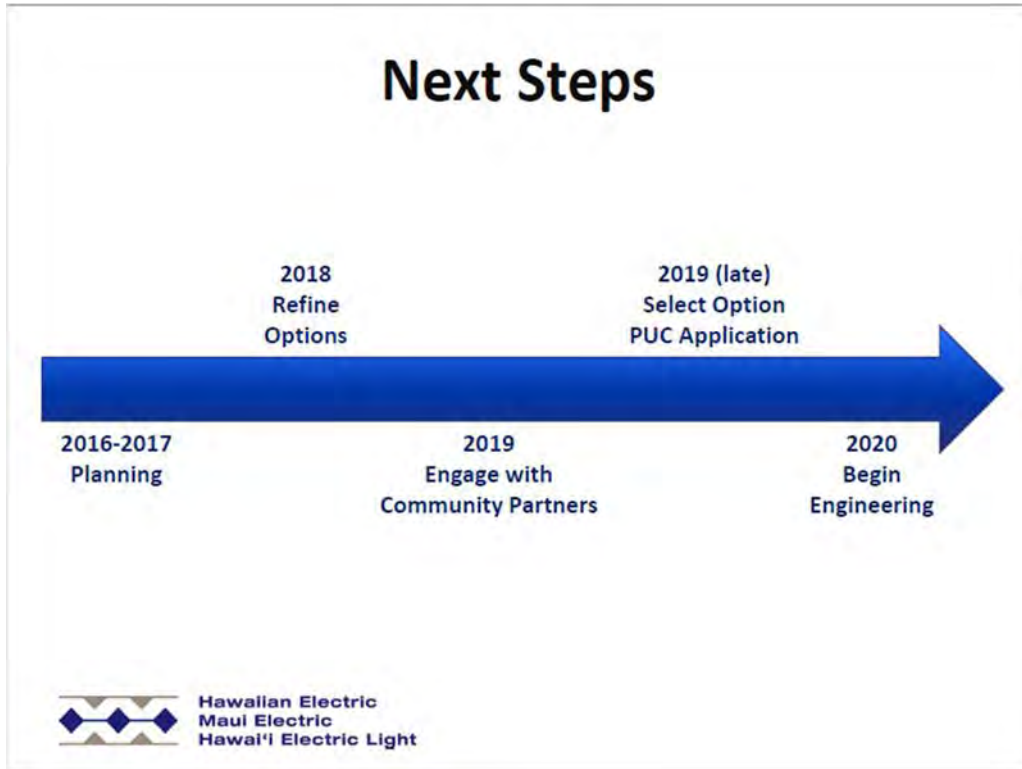 Next Steps
2018
Refine
Options
2019 (late)
Select Option
PUC Application
2016-2017
Planning
2019
Engage with
Community Partners
2020
Begin
Engineering
Hawaiian Electric
Maui Electric
Hawai‘i Electric Light